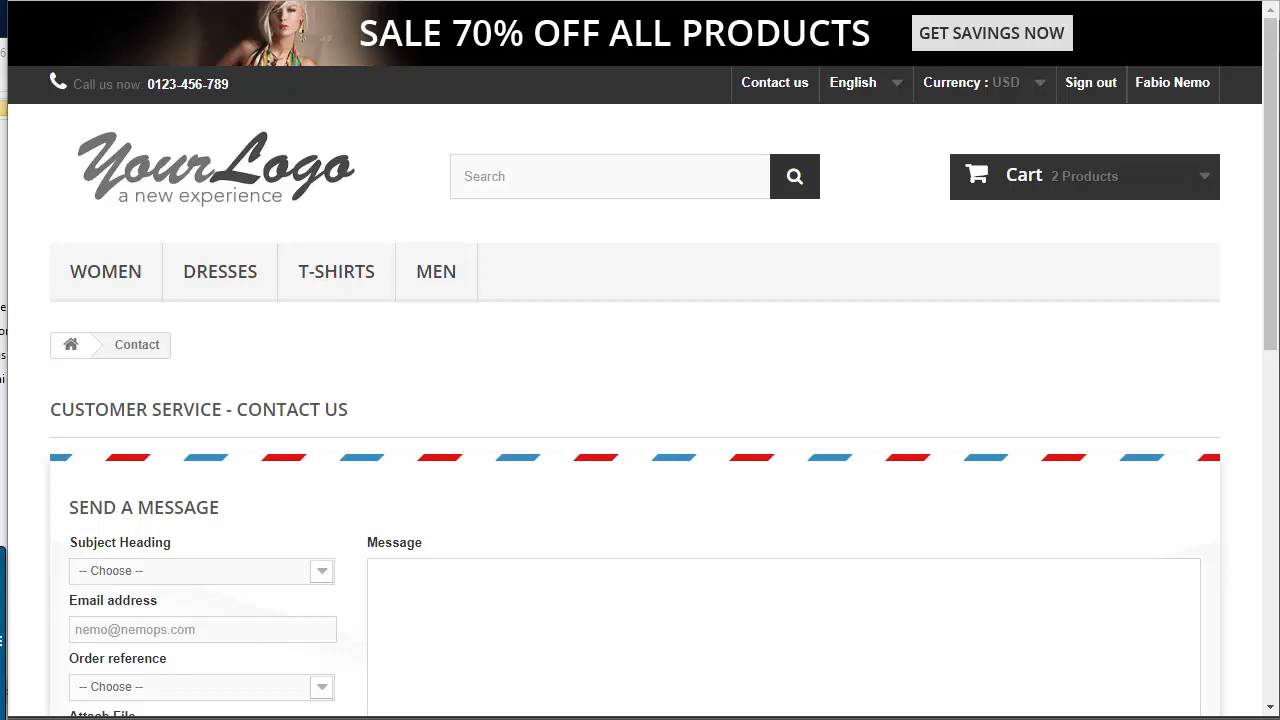 SALE 70% OFF ALL PRODUCTS GET SAVINGS NOW
Call us now: 0123-456-789 Contact us English Currency : USD Sign out Fabio Nemo
YourLogo
a new experience
Search
Cart 2 Products
WOMEN DRESSES T-SHIRTS MEN
Contact
CUSTOMER SERVICE - CONTACT US
SEND A MESSAGE
Subject Heading Message
-- Choose --
Email address
nemo@nemops.com
Order reference
-- Choose --
Attach File